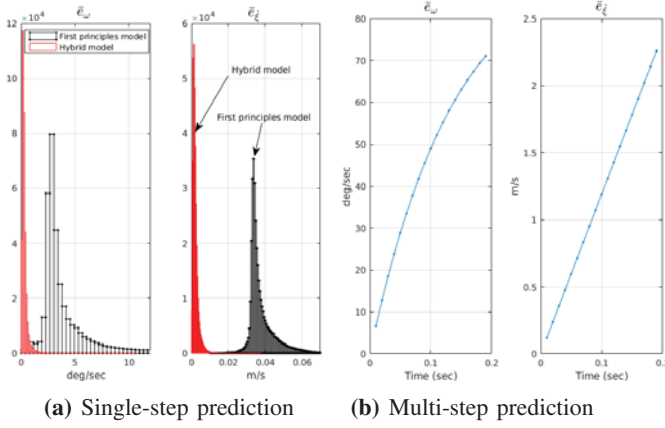 ē_ω
×10⁴
First principles model
Hybrid model
12
10
8
6
4
2
0
0 5 10
deg/sec
ē_ξ̇
×10⁴
Hybrid model
First principles model
6
5
4
3
2
1
0
0 0.02 0.04 0.06
m/s
ē_ω
deg/sec
80
70
60
50
40
30
20
10
0
0 0.1 0.2
Time (sec)
ē_ξ̇
m/s
2.5
2
1.5
1
0.5
0
0 0.1 0.2
Time (sec)
(a) Single-step prediction
(b) Multi-step prediction